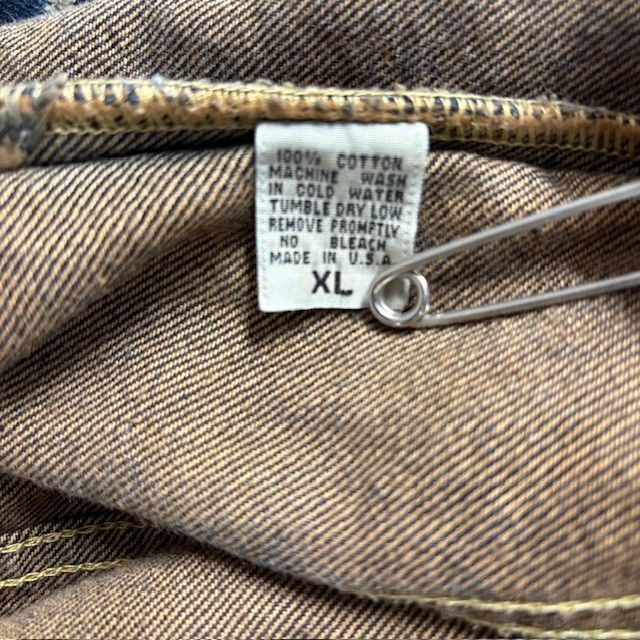 100% COTTON
MACHINE WASH
IN COLD WATER
TUMBLE DRY LOW
REMOVE PROMPTLY
NO BLEACH
MADE IN U.S.A
XL